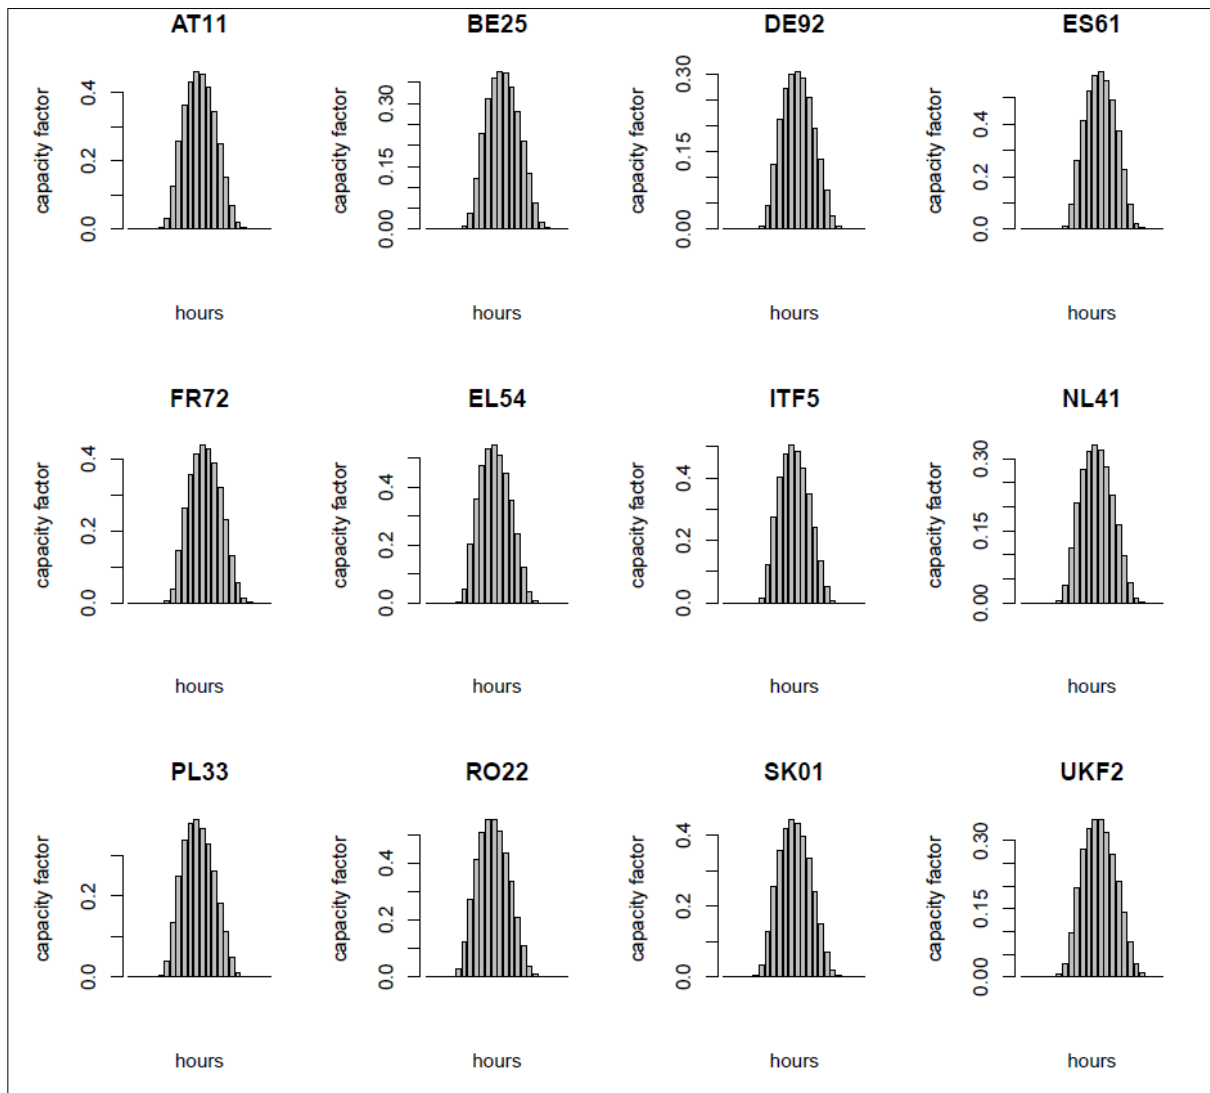 AT11 BE25 DE92 ES61
capacity factor capacity factor capacity factor capacity factor
0.4 0.2 0.0 0.30 0.15 0.00 0.30 0.15 0.00 0.4 0.2 0.0
hours hours hours hours
FR72 EL54 ITF5 NL41
capacity factor capacity factor capacity factor capacity factor
0.4 0.2 0.0 0.4 0.2 0.0 0.4 0.2 0.0 0.30 0.15 0.00
hours hours hours hours
PL33 RO22 SK01 UKF2
capacity factor capacity factor capacity factor capacity factor
0.2 0.0 0.4 0.2 0.0 0.4 0.2 0.0 0.30 0.15 0.00
hours hours hours hours